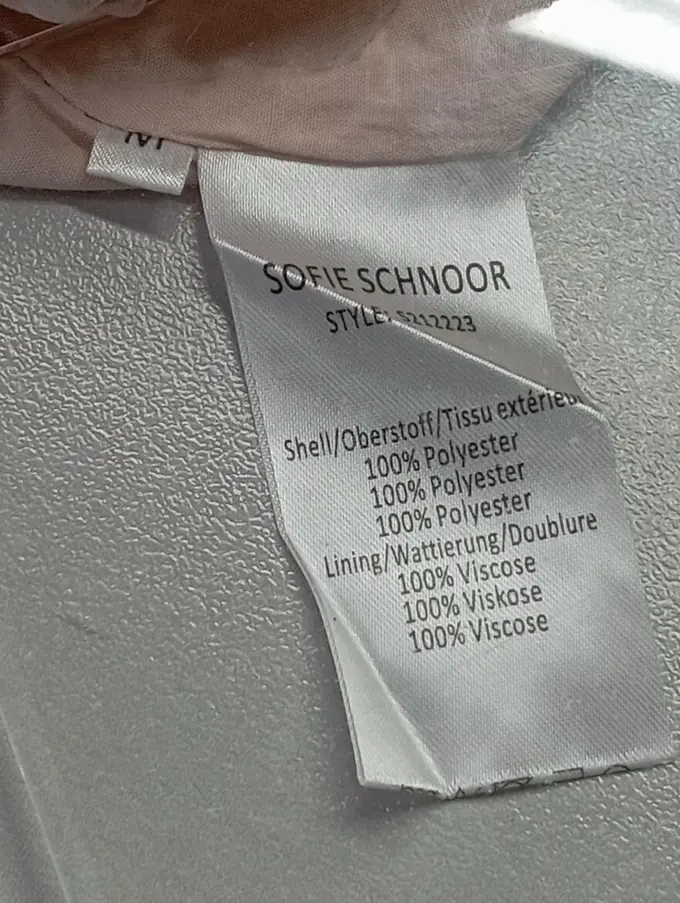 M
SOFIE SCHNOOR
STYLE: S212223
Shell/Oberstoff/Tissu extérieur
100% Polyester
100% Polyester
100% Polyester
Lining/Wattierung/Doublure
100% Viscose
100% Viskose
100% Viscose